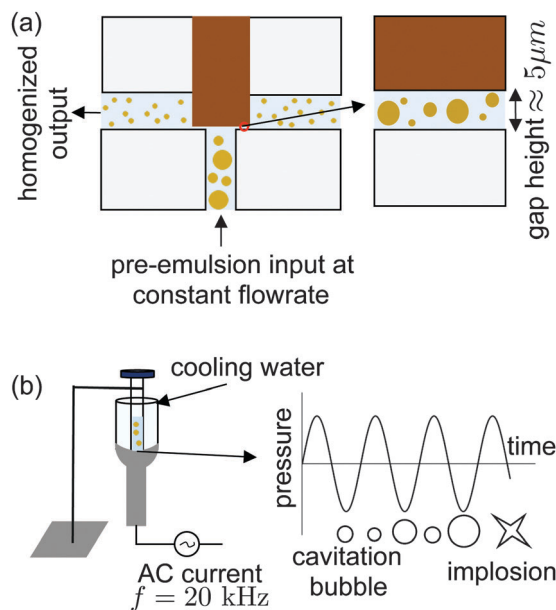 (a)
homogenized
output
gap height ≈ 5μm
pre-emulsion input at
constant flowrate
(b)
cooling water
pressure
time
cavitation
bubble
implosion
AC current
f = 20 kHz